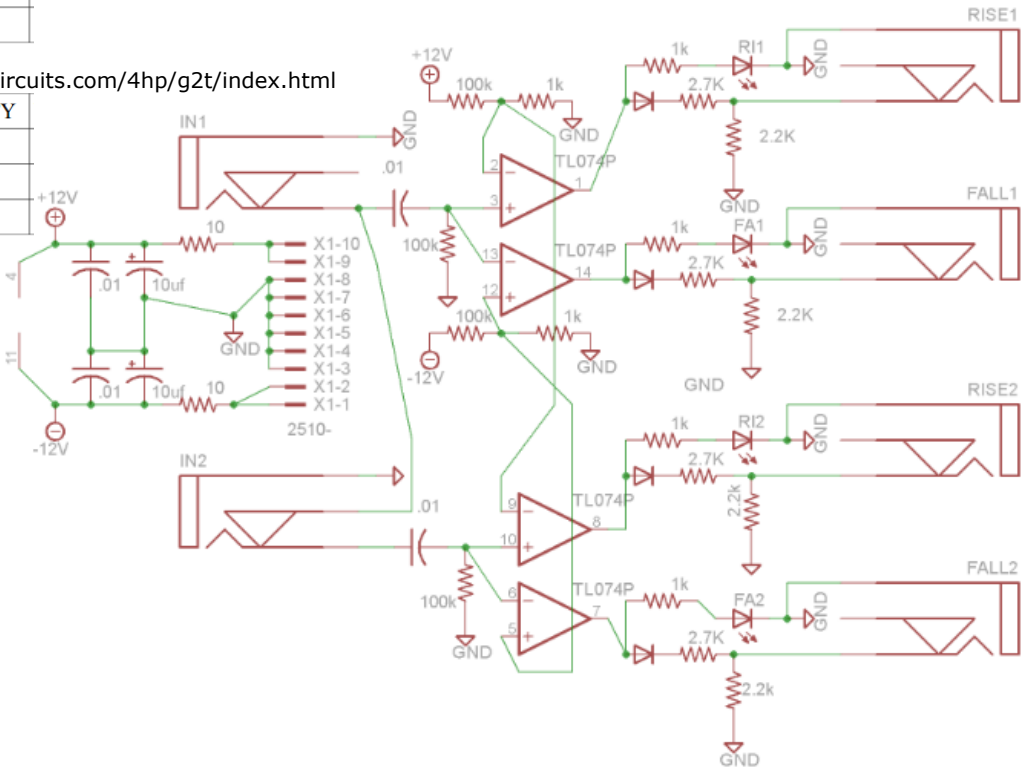 ircuits.com/4hp/g2t/index.html
Y
RISE1
+12V
1k
RI1
GND
100k
1k
2.7K
IN1
GND
GND
TL074P
2.2K
.01
2
1
3
GND
FALL1
+12V
10
X1-10
100k
13
TL074P
14
1k
FA1
GND
X1-9
2.7K
4
.01
10uf
X1-8
12
X1-7
2.2K
X1-6
100k
1k
X1-5
11
GND
X1-4
-12V
GND
X1-3
GND
.01
10uf
10
X1-2
X1-1
RISE2
2510-
1k
RI2
GND
-12V
IN2
2.7K
.01
9
TL074P
8
2.2k
10
FALL2
100k
6
TL074P
7
1k
FA2
GND
5
GND
2.7K
2.2k
GND